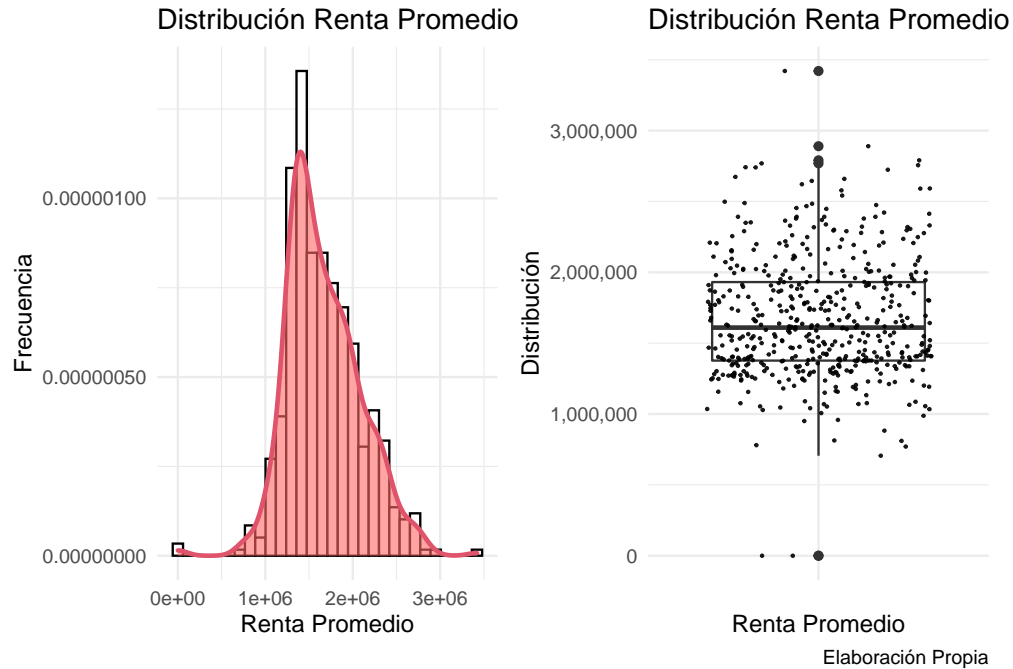 Distribución Renta Promedio
Frecuencia
0.00000100
0.00000050
0.00000000
0e+00 1e+06 2e+06 3e+06
Renta Promedio
Distribución Renta Promedio
Distribución
3,000,000
2,000,000
1,000,000
0
Renta Promedio
Elaboración Propia